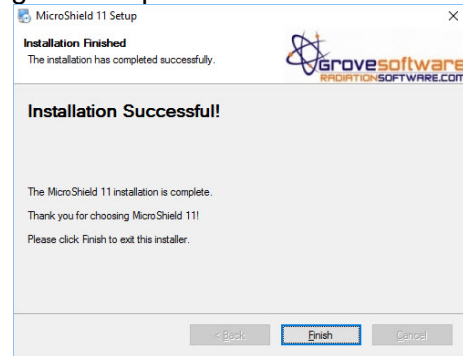 MicroShield 11 Setup
Installation Finished
The installation has completed successfully.
Grovesoftware
RADIATIONSOFTWARE.COM
Installation Successful!
The MicroShield 11 installation is complete.
Thank you for choosing MicroShield 11!
Please click Finish to exit this installer.
< Back Finish Cancel